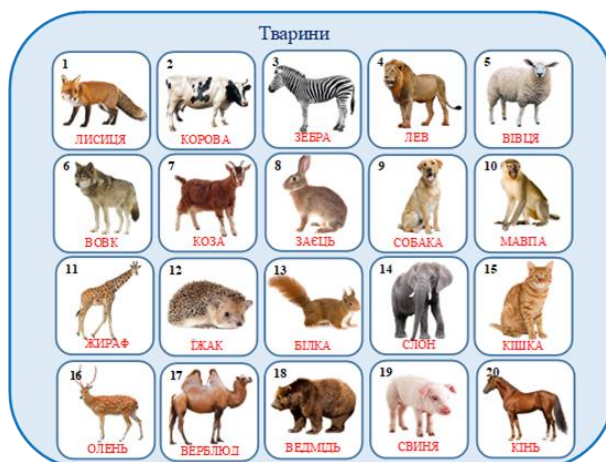 Тварини
1
ЛИСИЦЯ
2
КОРОВА
3
ЗЕБРА
4
ЛЕВ
5
ВІВЦЯ
6
ВОВК
7
КОЗА
8
ЗАЄЦЬ
9
СОБАКА
10
МАВПА
11
ЖИРАФ
12
ЇЖАК
13
БІЛКА
14
СЛОН
15
КІШКА
16
ОЛЕНЬ
17
ВЕРБЛЮД
18
ВЕДМІДЬ
19
СВИНЯ
20
КІНЬ